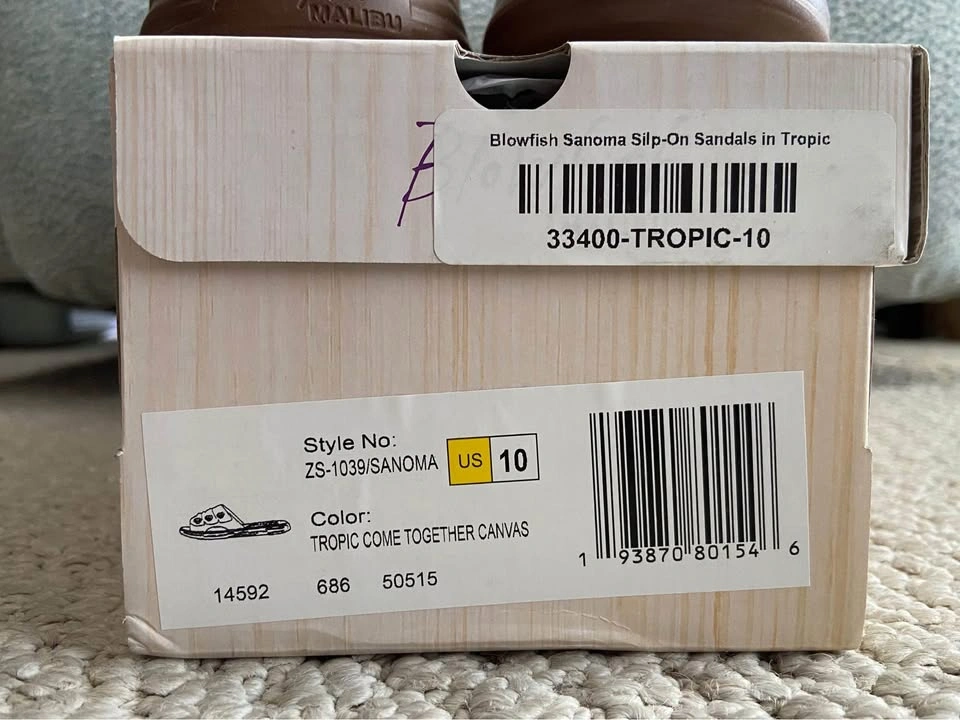 MALIBU
Blowfish Sanoma Silp-On Sandals in Tropic
33400-TROPIC-10
Style No:
ZS-1039/SANOMA
US 10
Color:
TROPIC COME TOGETHER CANVAS
14592 686 50515
1 93870 80154 6